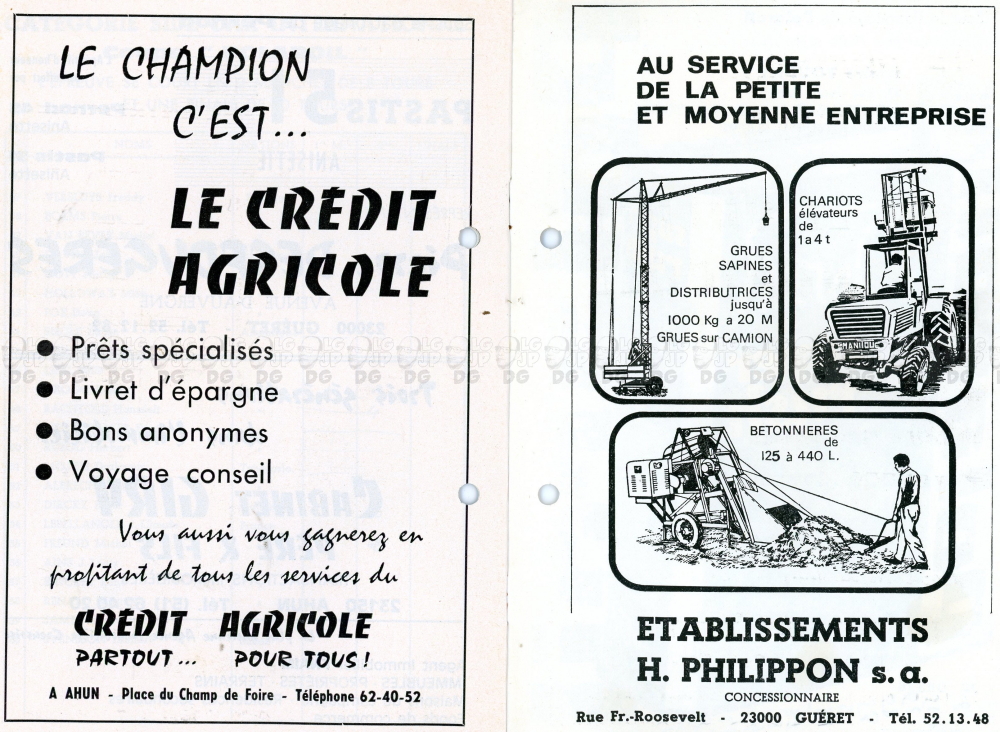 LE CHAMPION
C'EST...
LE CRÉDIT
AGRICOLE
● Prêts spécialisés
● Livret d'épargne
● Bons anonymes
● Voyage conseil
Vous aussi vous gagnerez en
profitant de tous les services du
CRÉDIT AGRICOLE
PARTOUT... POUR TOUS!
A AHUN - Place du Champ de Foire - Téléphone 62-40-52
AU SERVICE
DE LA PETITE
ET MOYENNE ENTREPRISE
GRUES
SAPINES
et
DISTRIBUTRICES
jusqu'à
1000 Kg a 20 M
GRUES sur CAMION
CHARIOTS
élévateurs
de
1 a 4 t
MANITOU
BETONNIERES
de
125 à 440 L.
ETABLISSEMENTS
H. PHILIPPON s.a.
CONCESSIONNAIRE
Rue Fr.-Roosevelt - 23000 GUÉRET - Tél. 52.13.48